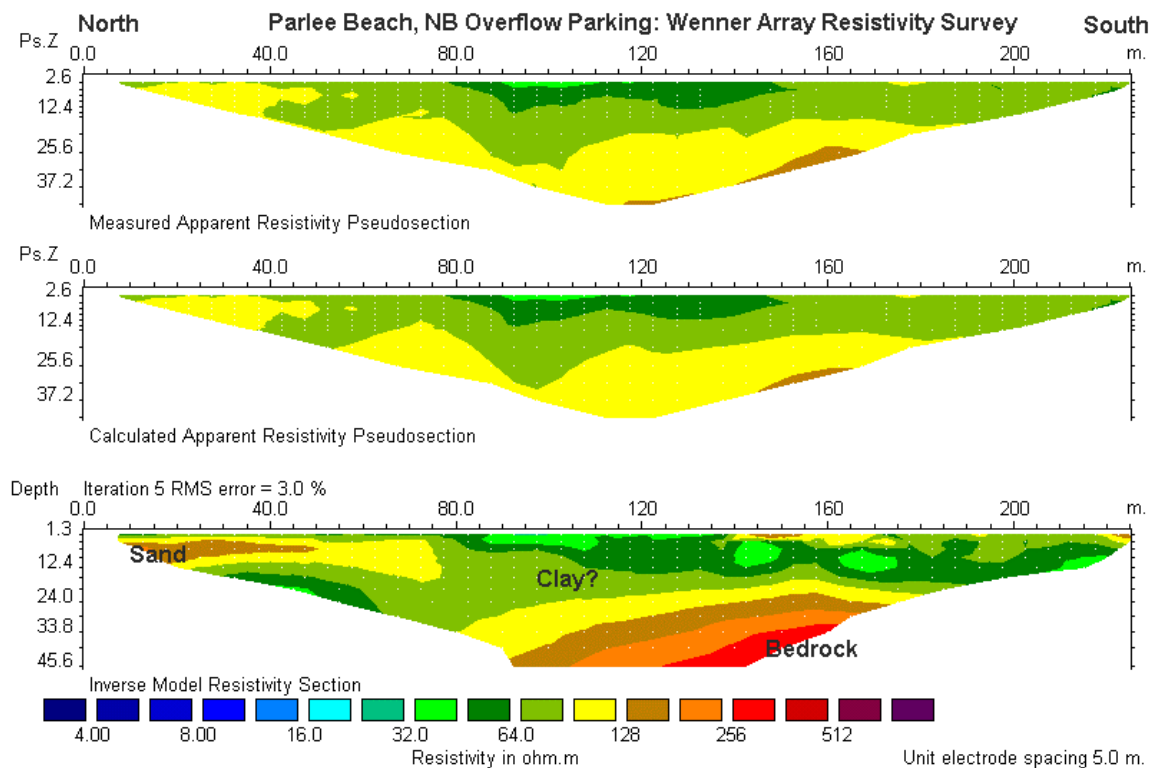 North Parlee Beach, NB Overflow Parking: Wenner Array Resistivity Survey South
Ps.Z 0.0 40.0 80.0 120 160 200 m.
2.6
12.4
25.6
37.2
Measured Apparent Resistivity Pseudosection
Ps.Z 0.0 40.0 80.0 120 160 200 m.
2.6
12.4
25.6
37.2
Calculated Apparent Resistivity Pseudosection
Depth Iteration 5 RMS error = 3.0 %
0.0 40.0 80.0 120 160 200 m.
1.3
Sand
12.4
Clay?
24.0
33.8
Bedrock
45.6
Inverse Model Resistivity Section
4.00 8.00 16.0 32.0 64.0 128 256 512
Resistivity in ohm.m Unit electrode spacing 5.0 m.